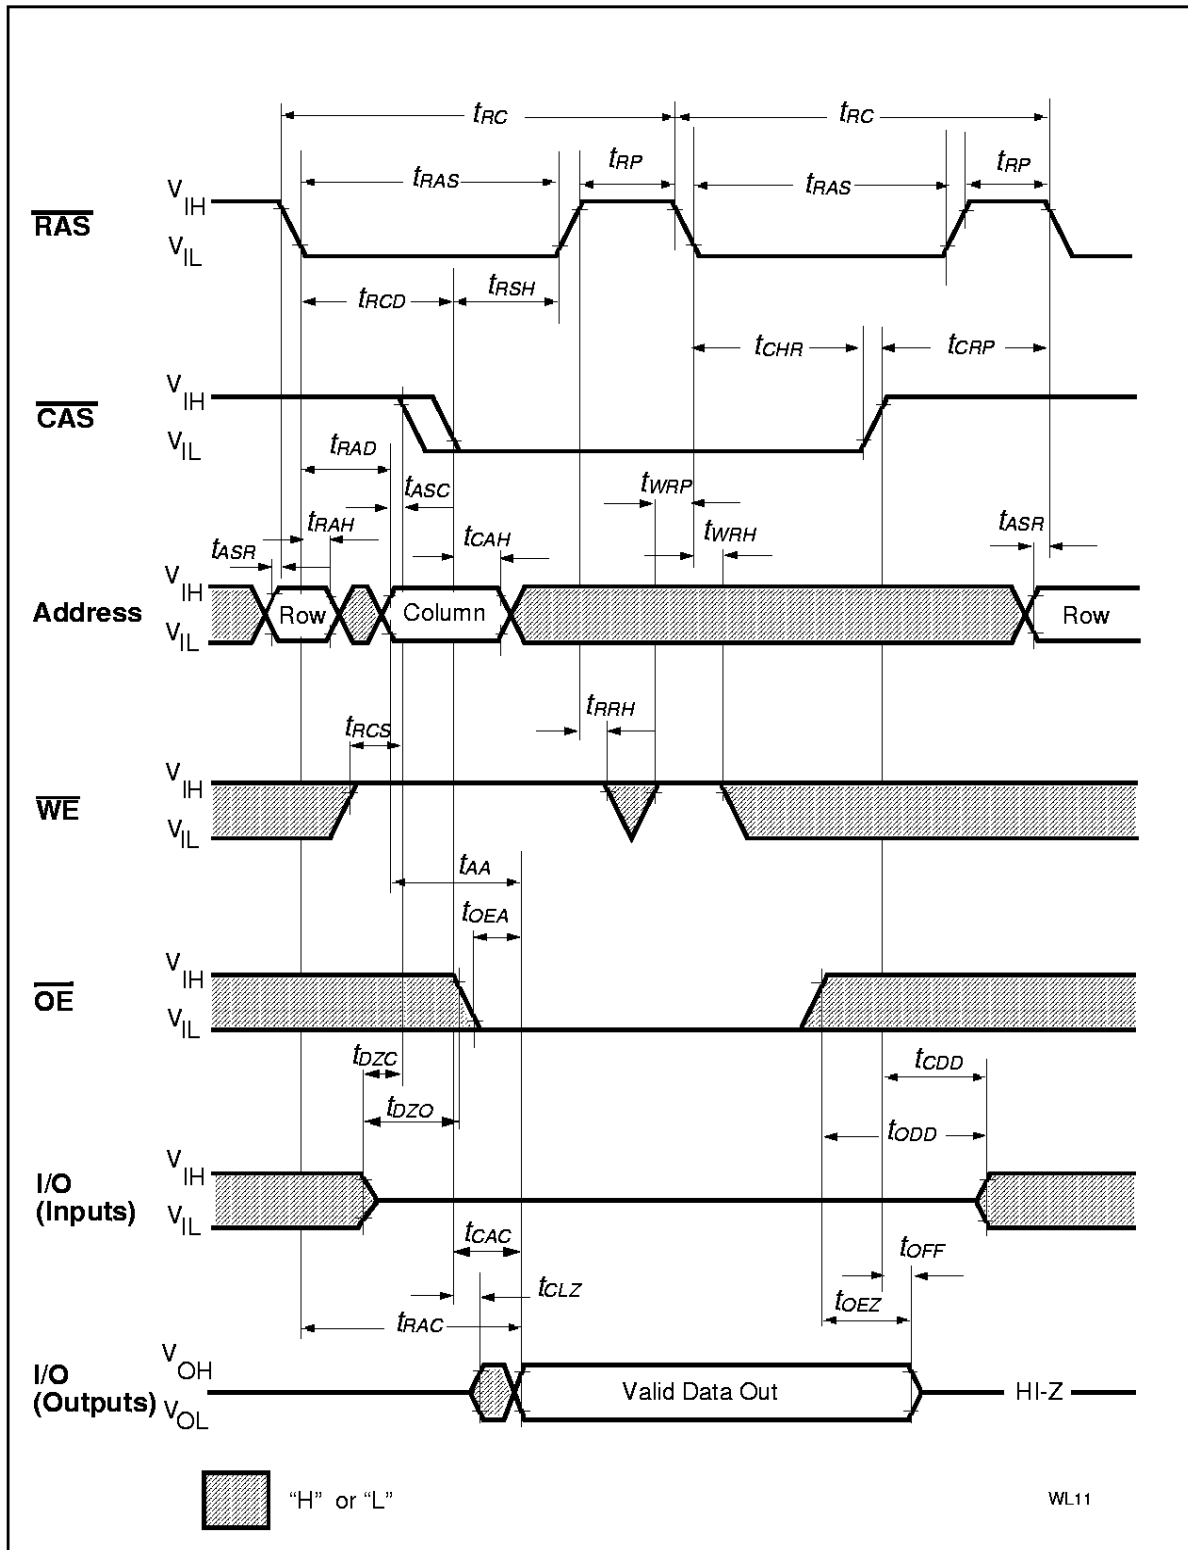 tRC tRC
tRAS tRP tRAS tRP
RAS VIH
VIL
tRCD tRSH
tCHR tCRP
CAS VIH
VIL
tRAD
tASC tWRP
tRAH tCAH tWRH
tASR tASR
Address VIH
VIL
Row Column Row
tRRH
tRCS
WE VIH
VIL
tAA
tOEA
OE VIH
VIL
tDZC tCDD
tDZO tODD
I/O
(Inputs)
VIH
VIL
tCAC tOFF
tCLZ tOEZ
tRAC
I/O
(Outputs)
VOH
VOL
Valid Data Out HI-Z
“H” or “L”
WL11